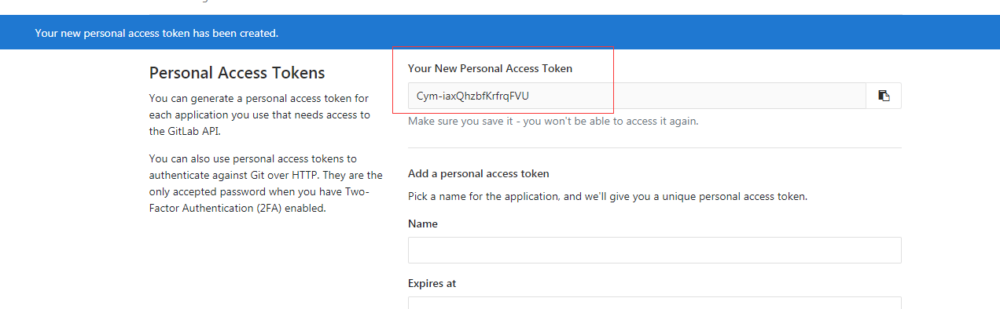 Your new personal access token has been created.
Personal Access Tokens
You can generate a personal access token for
each application you use that needs access to
the GitLab API.
You can also use personal access tokens to
authenticate against Git over HTTP. They are the
only accepted password when you have Two-
Factor Authentication (2FA) enabled.
Your New Personal Access Token
Cym-iaxQhzbfKrfrqFVU
Make sure you save it - you won't be able to access it again.
Add a personal access token
Pick a name for the application, and we'll give you a unique personal access token.
Name
Expires at